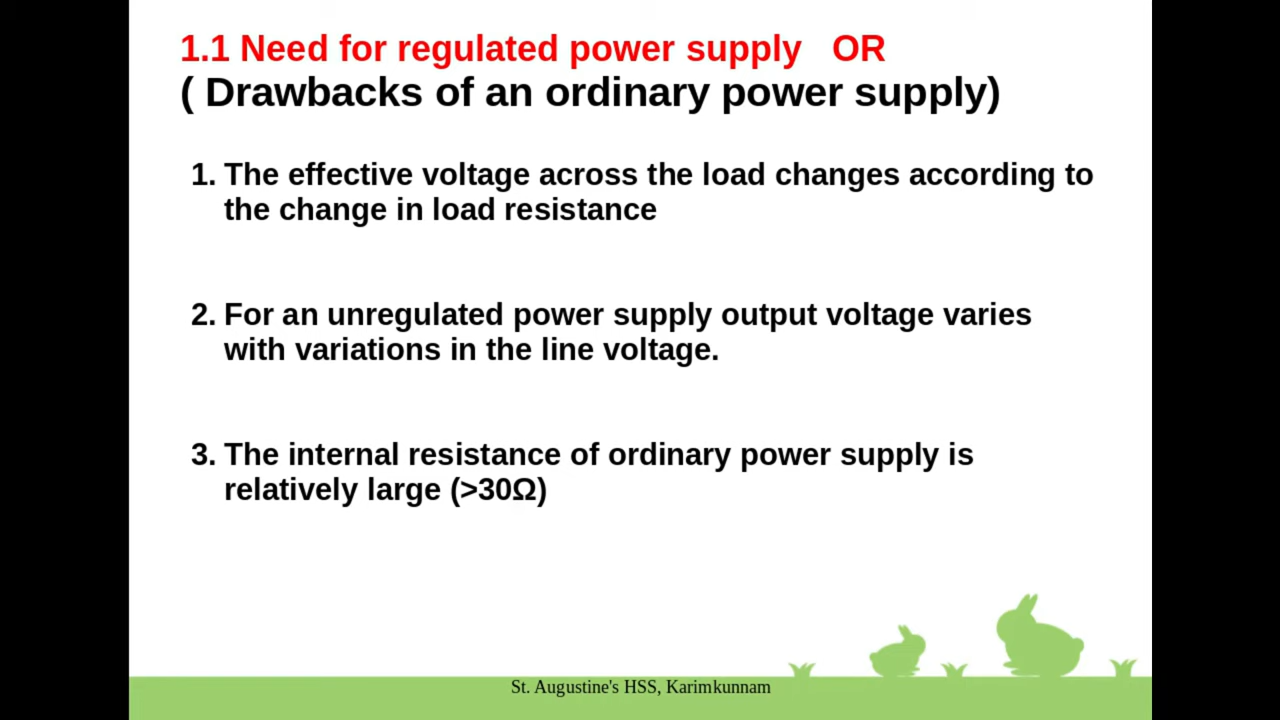 1.1 Need for regulated power supply OR
( Drawbacks of an ordinary power supply)
1. The effective voltage across the load changes according to
the change in load resistance
2. For an unregulated power supply output voltage varies
with variations in the line voltage.
3. The internal resistance of ordinary power supply is
relatively large (>30Ω)
St. Augustine's HSS, Karimkunnam